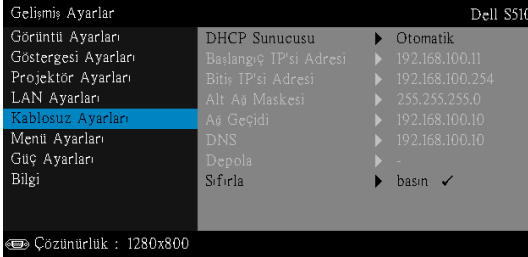 Gelişmiş Ayarlar Dell S510
Görüntü Ayarları
Göstergesi Ayarları
Projektör Ayarları
LAN Ayarları
Kablosuz Ayarları
Menü Ayarları
Güç Ayarları
Bilgi
DHCP Sunucusu Otomatik
Başlangıç IP'si Adresi 192.168.100.11
Bitiş IP'si Adresi 192.168.100.254
Alt Ağ Maskesi 255.255.255.0
Ağ Geçidi 192.168.100.10
DNS 192.168.100.10
Depola -
Sıfırla basın ✓
Çözünürlük : 1280x800